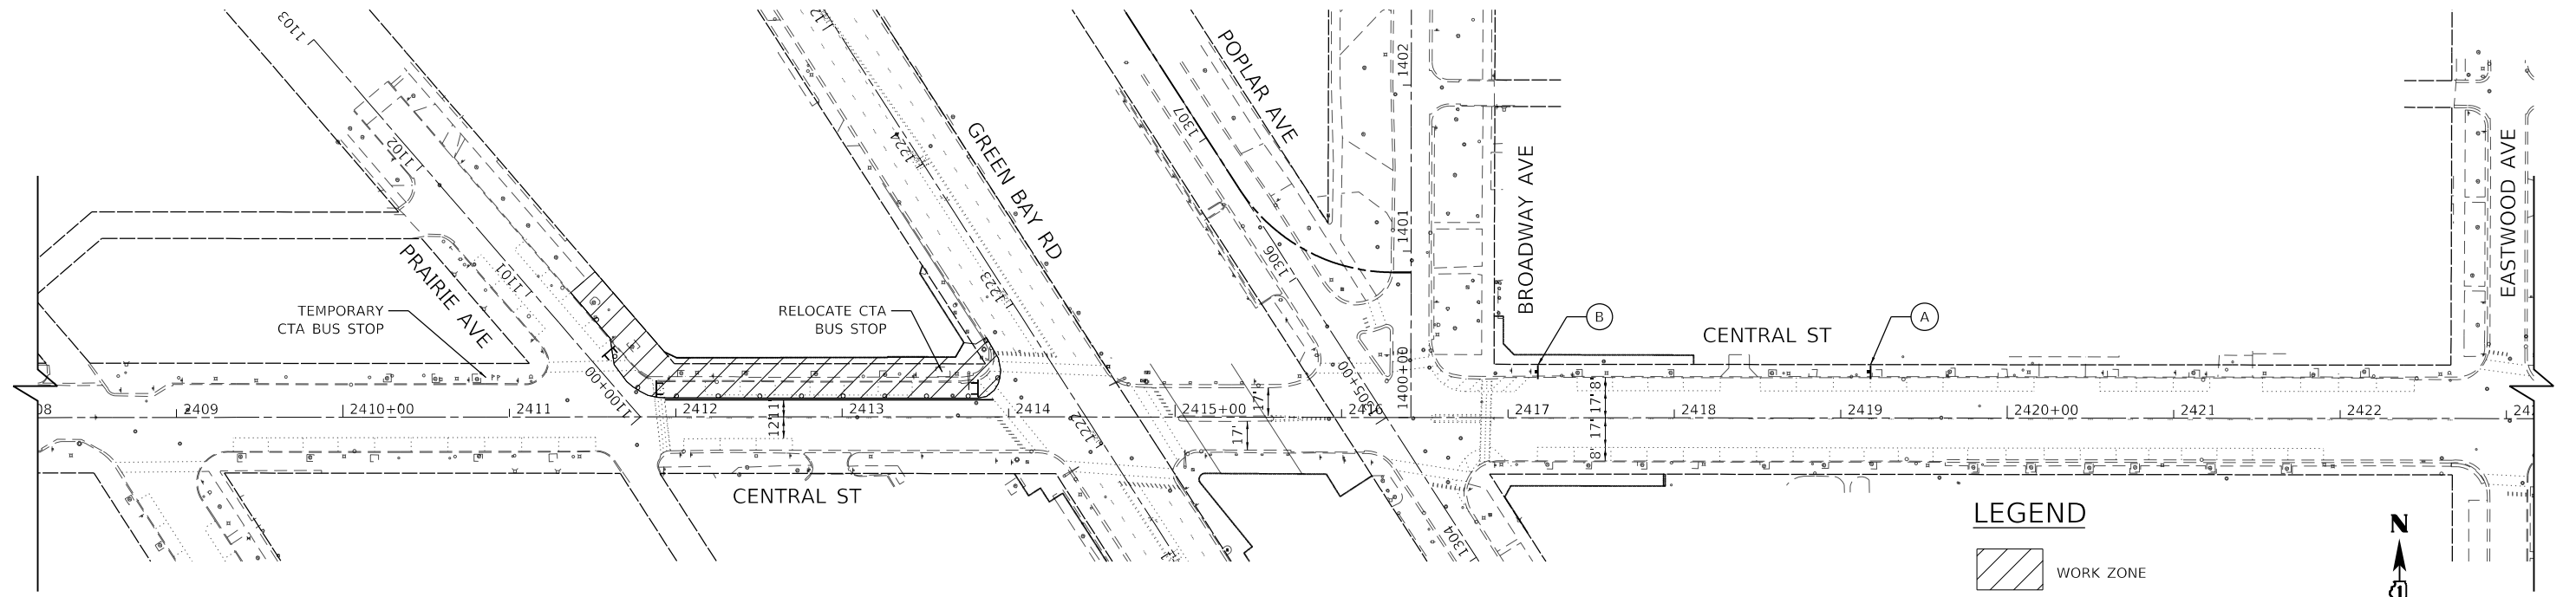 1103
1102
1101
1100+00
PRAIRIE AVE
TEMPORARY
CTA BUS STOP
RELOCATE CTA
BUS STOP
1224
1223
1222
GREEN BAY RD
POPLAR AVE
1307
1306
1305+00
1304
1402
1401
1400+00
BROADWAY AVE
EASTWOOD AVE
B
A
CENTRAL ST
08
2409
2410+00
2411
2412
2413
2414
2415+00
2416
2417
2418
2419
2420+00
2421
2422
12'
11'
17'
17'
8'
17'
17'
8'
CENTRAL ST
LEGEND
WORK ZONE
N